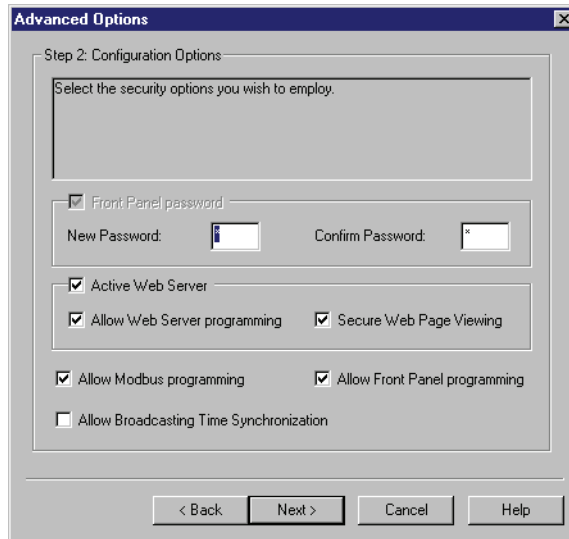 Advanced Options
Step 2: Configuration Options
Select the security options you wish to employ.
Front Panel password
New Password: * Confirm Password: *
Active Web Server
Allow Web Server programming Secure Web Page Viewing
Allow Modbus programming Allow Front Panel programming
Allow Broadcasting Time Synchronization
< Back Next > Cancel Help